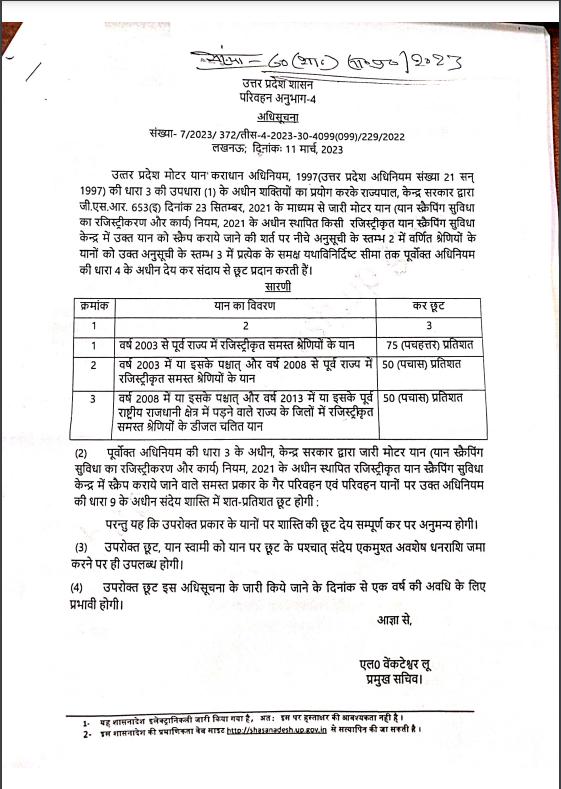 2023
उत्तर प्रदेश शासन
परिवहन अनुभाग-4
अधिसूचना
संख्या- 7/2023/ 372/तीस-4-2023-30-4099(099)/229/2022
लखनऊ; दिनांकः 11 मार्च, 2023
उत्तर प्रदेश मोटर यान कराधान अधिनियम, 1997(उत्तर प्रदेश अधिनियम संख्या 21 सन्
1997) की धारा 3 की उपधारा (1) के अधीन शक्तियों का प्रयोग करके राज्यपाल, केन्द्र सरकार द्वारा
जी.एस.आर. 653(इ) दिनांक 23 सितम्बर, 2021 के माध्यम से जारी मोटर यान (यान स्क्रैपिंग सुविधा
का रजिस्ट्रीकरण और कार्य) नियम, 2021 के अधीन स्थापित किसी रजिस्ट्रीकृत यान स्क्रैपिंग सुविधा
केन्द्र में उक्त यान को स्क्रैप कराये जाने की शर्त पर नीचे अनुसूची के स्तम्भ 2 में वर्णित श्रेणियों के
यानों को उक्त अनुसूची के स्तम्भ 3 में प्रत्येक के समक्ष यथाविनिर्दिष्ट सीमा तक पूर्वोक्त अधिनियम
की धारा 4 के अधीन देय कर संदाय से छूट प्रदान करती हैं।
सारणी
क्रमांक यान का विवरण कर छूट
1 2 3
1 वर्ष 2003 से पूर्व राज्य में रजिस्ट्रीकृत समस्त श्रेणियों के यान 75 (पचहत्तर) प्रतिशत
2 वर्ष 2003 में या इसके पश्चात् और वर्ष 2008 से पूर्व राज्य में 50 (पचास) प्रतिशत
रजिस्ट्रीकृत समस्त श्रेणियों के यान
3 वर्ष 2008 में या इसके पश्चात् और वर्ष 2013 में या इसके पूर्व 50 (पचास) प्रतिशत
राष्ट्रीय राजधानी क्षेत्र में पड़ने वाले राज्य के जिलों में रजिस्ट्रीकृत
समस्त श्रेणियों के डीजल चलित यान
(2) पूर्वोक्त अधिनियम की धारा 3 के अधीन, केन्द्र सरकार द्वारा जारी मोटर यान (यान स्क्रैपिंग
सुविधा का रजिस्ट्रीकरण और कार्य) नियम, 2021 के अधीन स्थापित रजिस्ट्रीकृत यान स्क्रैपिंग सुविधा
केन्द्र में स्क्रैप कराये जाने वाले समस्त प्रकार के गैर परिवहन एवं परिवहन यानों पर उक्त अधिनियम
की धारा 9 के अधीन संदेय शास्ति में शत-प्रतिशत छूट होगी :
परन्तु यह कि उपरोक्त प्रकार के यानों पर शास्ति की छूट देय सम्पूर्ण कर पर अनुमन्य होगी।
(3) उपरोक्त छूट, यान स्वामी को यान पर छूट के पश्चात् संदेय एकमुश्त अवशेष धनराशि जमा
करने पर ही उपलब्ध होगी।
(4) उपरोक्त छूट इस अधिसूचना के जारी किये जाने के दिनांक से एक वर्ष की अवधि के लिए
प्रभावी होगी।
आज्ञा से,
एल0 वेंकटेश्वर लू
प्रमुख सचिव।
1- यह शासनादेश इलेक्ट्रानिकली जारी किया गया है, अतः इस पर हस्ताक्षर की आवश्यकता नही है।
2- इस शासनादेश की प्रमाणिकता वेब साइट http://shasanadesh.up.gov.in से सत्यापित की जा सकती है।